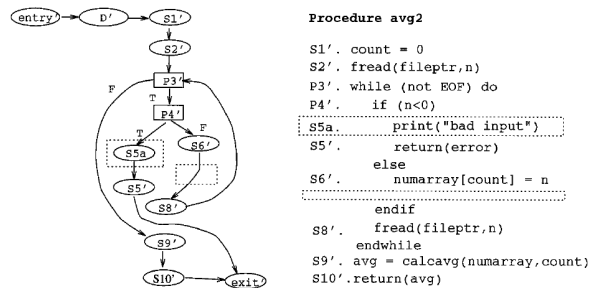 entry' D' S1'
S2'
F P3'
T
P4'
T F
S5a S6'
S5'
S8'
S9'
S10' exit'
Procedure avg2
S1'. count = 0
S2'. fread(fileptr,n)
P3'. while (not EOF) do
P4'. if (n<0)
S5a. print("bad input")
S5'. return(error)
else
S6'. numarray[count] = n
endif
S8'. fread(fileptr,n)
endwhile
S9'. avg = calcavg(numarray,count)
S10'.return(avg)